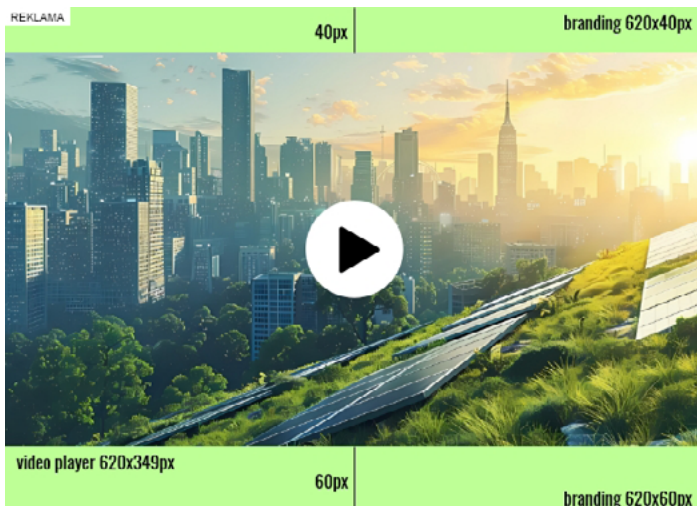 REKLAMA
branding 620x40px
40px
video player 620x349px
60px
branding 620x60px